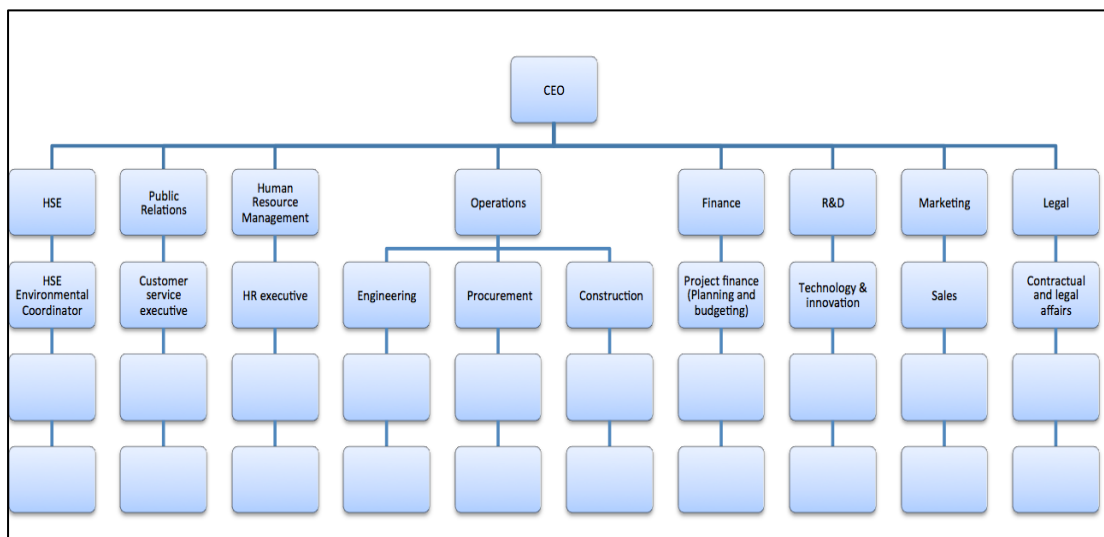 CEO
HSE
Public
Relations
Human
Resource
Management
Operations
Finance
R&D
Marketing
Legal
HSE
Environmental
Coordinator
Customer
service
executive
HR executive
Engineering
Procurement
Construction
Project finance
(Planning and
budgeting)
Technology &
innovation
Sales
Contractual
and legal
affairs